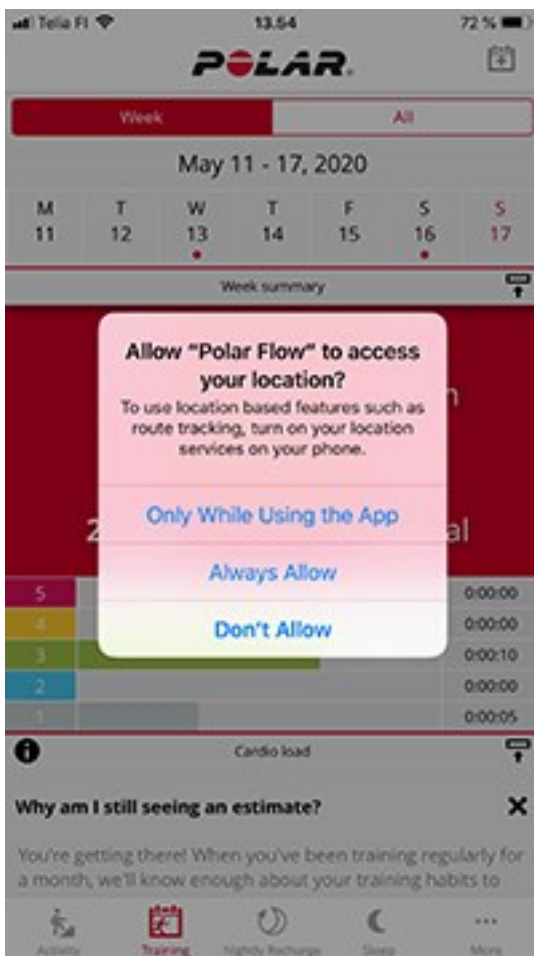 Telia FI 13.54 72 %
POLAR.
Week All
May 11 - 17, 2020
M T W T F S S
11 12 13 14 15 16 17
Week summary
Allow “Polar Flow” to access
your location?
To use location based features such as
route tracking, turn on your location
services on your phone.
Only While Using the App
2 al
Always Allow
Don't Allow
5 0:00:00
4 0:00:00
3 0:00:10
2 0:00:00
1 0:00:05
Cardio load
Why am I still seeing an estimate?
You're getting there! When you've been training regularly for
a month, we'll know enough about your training habits to
Activity Training Nightly Recharge Sleep More